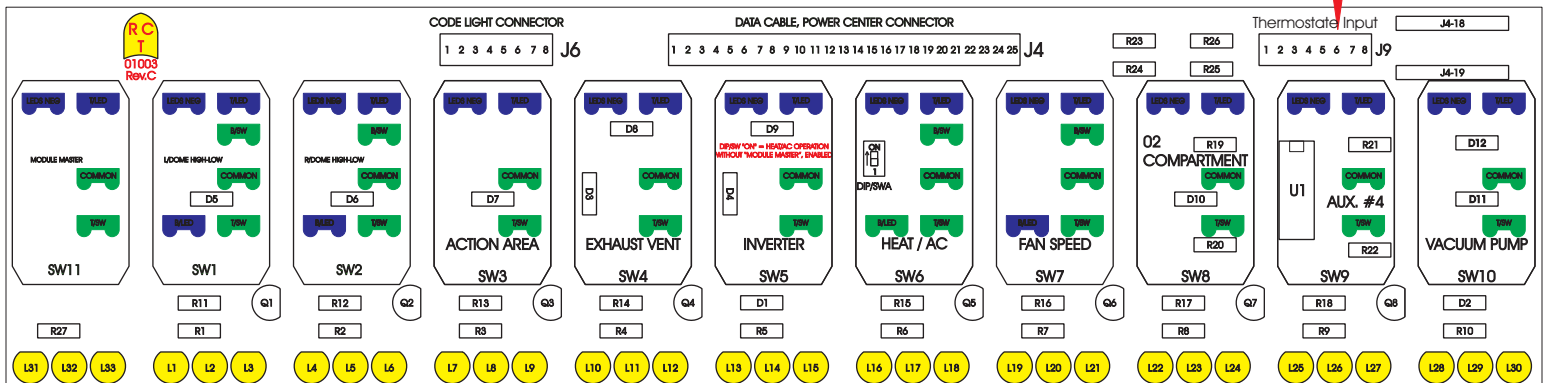 R C
T
01003
Rev.C
CODE LIGHT CONNECTOR
1 2 3 4 5 6 7 8 J6
DATA CABLE, POWER CENTER CONNECTOR
1 2 3 4 5 6 7 8 9 10 11 12 13 14 15 16 17 18 19 20 21 22 23 24 25 J4
R23 R26
R24 R25
Thermostate Input
1 2 3 4 5 6 7 8 J9
J4-18
J4-19
LEDS NEG T/LED
MODULE MASTER
COMMON
T/SW
SW11
R27
L31 L32 L33
LEDS NEG T/LED
B/SW
L/DOME HIGH-LOW
COMMON
D5
B/LED T/SW
SW1
R11 Q1
R1
L1 L2 L3
LEDS NEG T/LED
B/SW
R/DOME HIGH-LOW
COMMON
D6
B/LED T/SW
SW2
R12 Q2
R2
L4 L5 L6
LEDS NEG T/LED
COMMON
D7
T/SW
ACTION AREA
SW3
R13 Q3
R3
L7 L8 L9
LEDS NEG T/LED
D8
COMMON
D3
T/SW
EXHAUST VENT
SW4
R14 Q4
R4
L10 L11 L12
LEDS NEG T/LED
D9
DIP/SW "ON" = HEAT/AC OPERATION
WITHOUT "MODULE MASTER", ENABLED
COMMON
D4
T/SW
INVERTER
SW5
D1
R5
L13 L14 L15
LEDS NEG T/LED
B/SW
ON
1
DIP/SWA
COMMON
B/LED T/SW
HEAT / AC
SW6
R15 Q5
R6
L16 L17 L18
LEDS NEG T/LED
B/SW
COMMON
B/LED T/SW
FAN SPEED
SW7
R16 Q6
R7
L19 L20 L21
LEDS NEG T/LED
02 R19
COMPARTMENT
COMMON
D10
T/SW
R20
SW8
R17 Q7
R8
L22 L23 L24
LEDS NEG T/LED
R21
U1
COMMON
AUX. #4
T/SW
R22
SW9
R18 Q8
R9
L25 L26 L27
LEDS NEG T/LED
D12
COMMON
D11
T/SW
VACUUM PUMP
SW10
D2
R10
L28 L29 L30